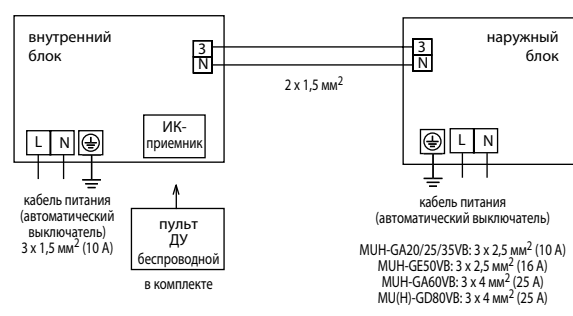 внутренний
блок
3
N
2 x 1,5 мм²
3
N
наружный
блок
L N
ИК-
приемник
L N
кабель питания
(автоматический
выключатель)
3 x 1,5 мм² (10 А)
пульт
ДУ
беспроводной
в комплекте
кабель питания
(автоматический выключатель)
MUH-GA20/25/35VB: 3 x 2,5 мм² (10 А)
MUH-GE50VB: 3 x 2,5 мм² (16 А)
MUH-GA60VB: 3 x 4 мм² (25 А)
MU(H)-GD80VB: 3 x 4 мм² (25 А)